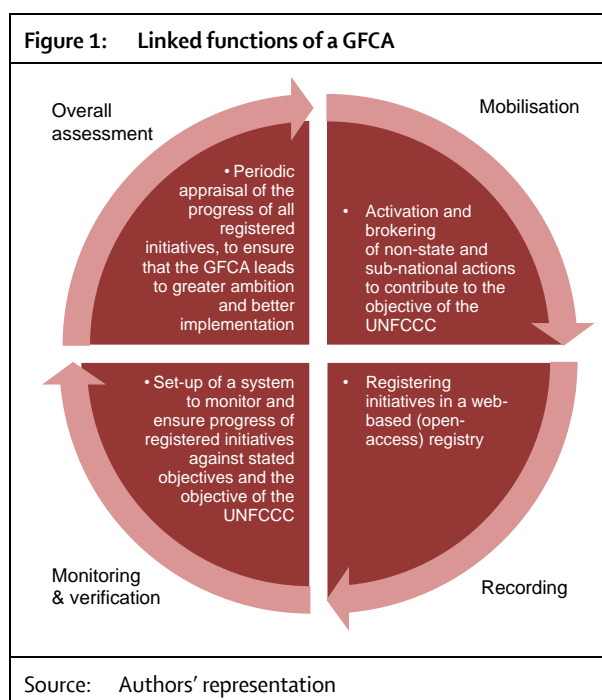 Figure 1: Linked functions of a GFCA
Overall
assessment
Mobilisation
• Periodic
appraisal of the
progress of all
registered
initiatives, to ensure
that the GFCA leads
to greater ambition
and better
implementation
• Activation and
brokering
of non-state and
sub-national actions
to contribute to the
objective of the
UNFCCC
• Set-up of a system
to monitor and
ensure progress of
registered initiatives
against stated
objectives and the
objective of the
UNFCCC
• Registering
initiatives in a web-
based (open-
access) registry
Monitoring
& verification
Recording
Source: Authors' representation